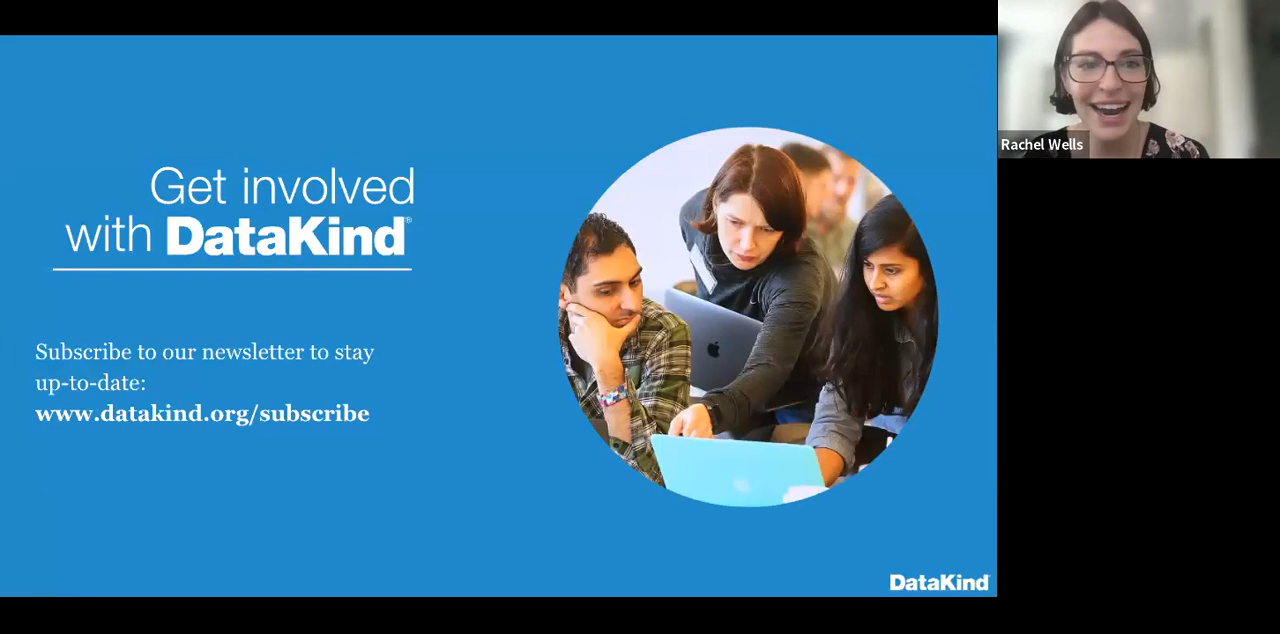 Get involved
with DataKind®
Subscribe to our newsletter to stay
up-to-date:
www.datakind.org/subscribe
DataKind
Rachel Wells